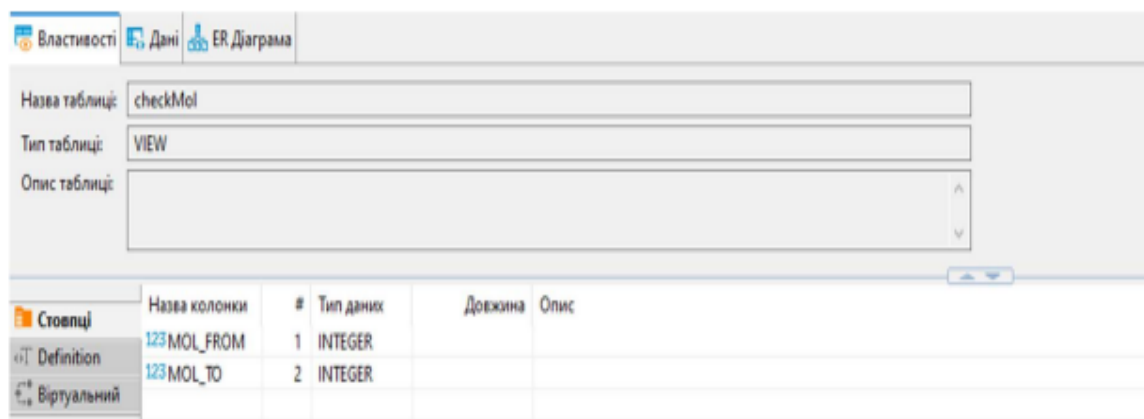 Властивості Дані ER Діаграма
Назва таблиці: checkMol
Тип таблиці: VIEW
Опис таблиці:
Стовпці
Definition
Віртуальний
Назва колонки # Тип даних Довжина Опис
123 MOL_FROM 1 INTEGER
123 MOL_TO 2 INTEGER